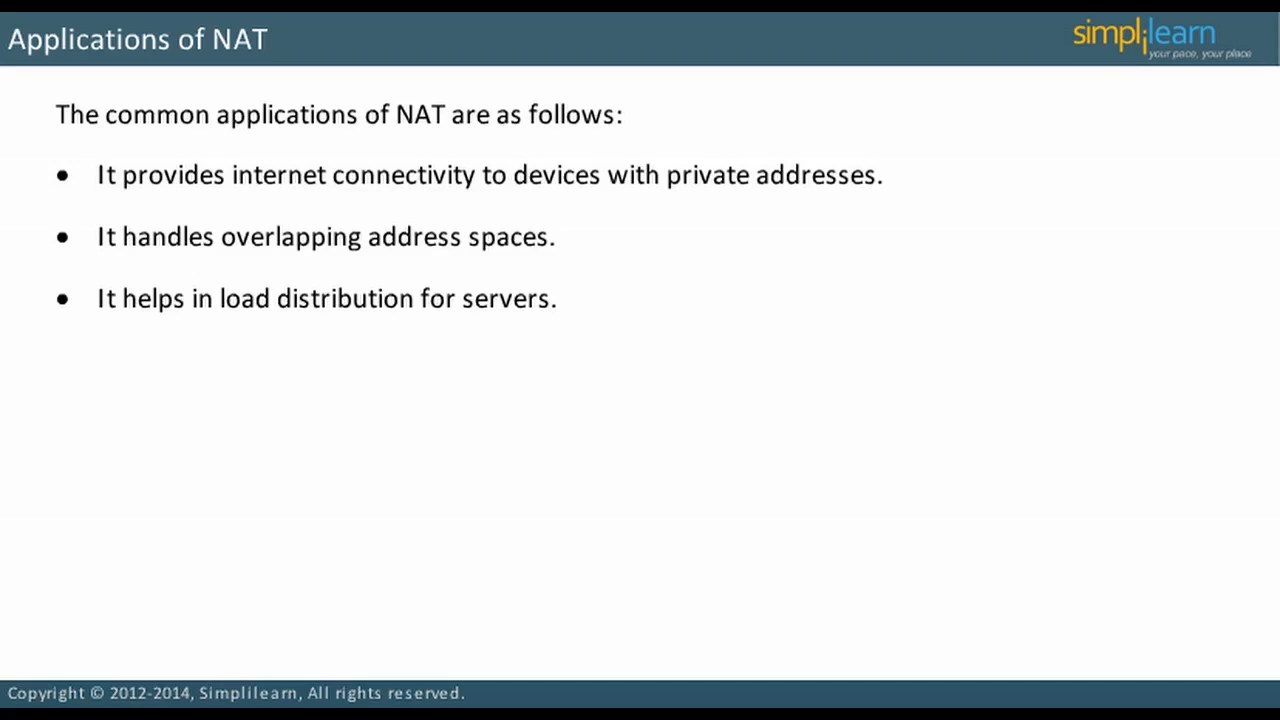 Applications of NAT
simplilearn
your pace, your place
The common applications of NAT are as follows:
• It provides internet connectivity to devices with private addresses.
• It handles overlapping address spaces.
• It helps in load distribution for servers.
Copyright © 2012-2014, Simplilearn, All rights reserved.